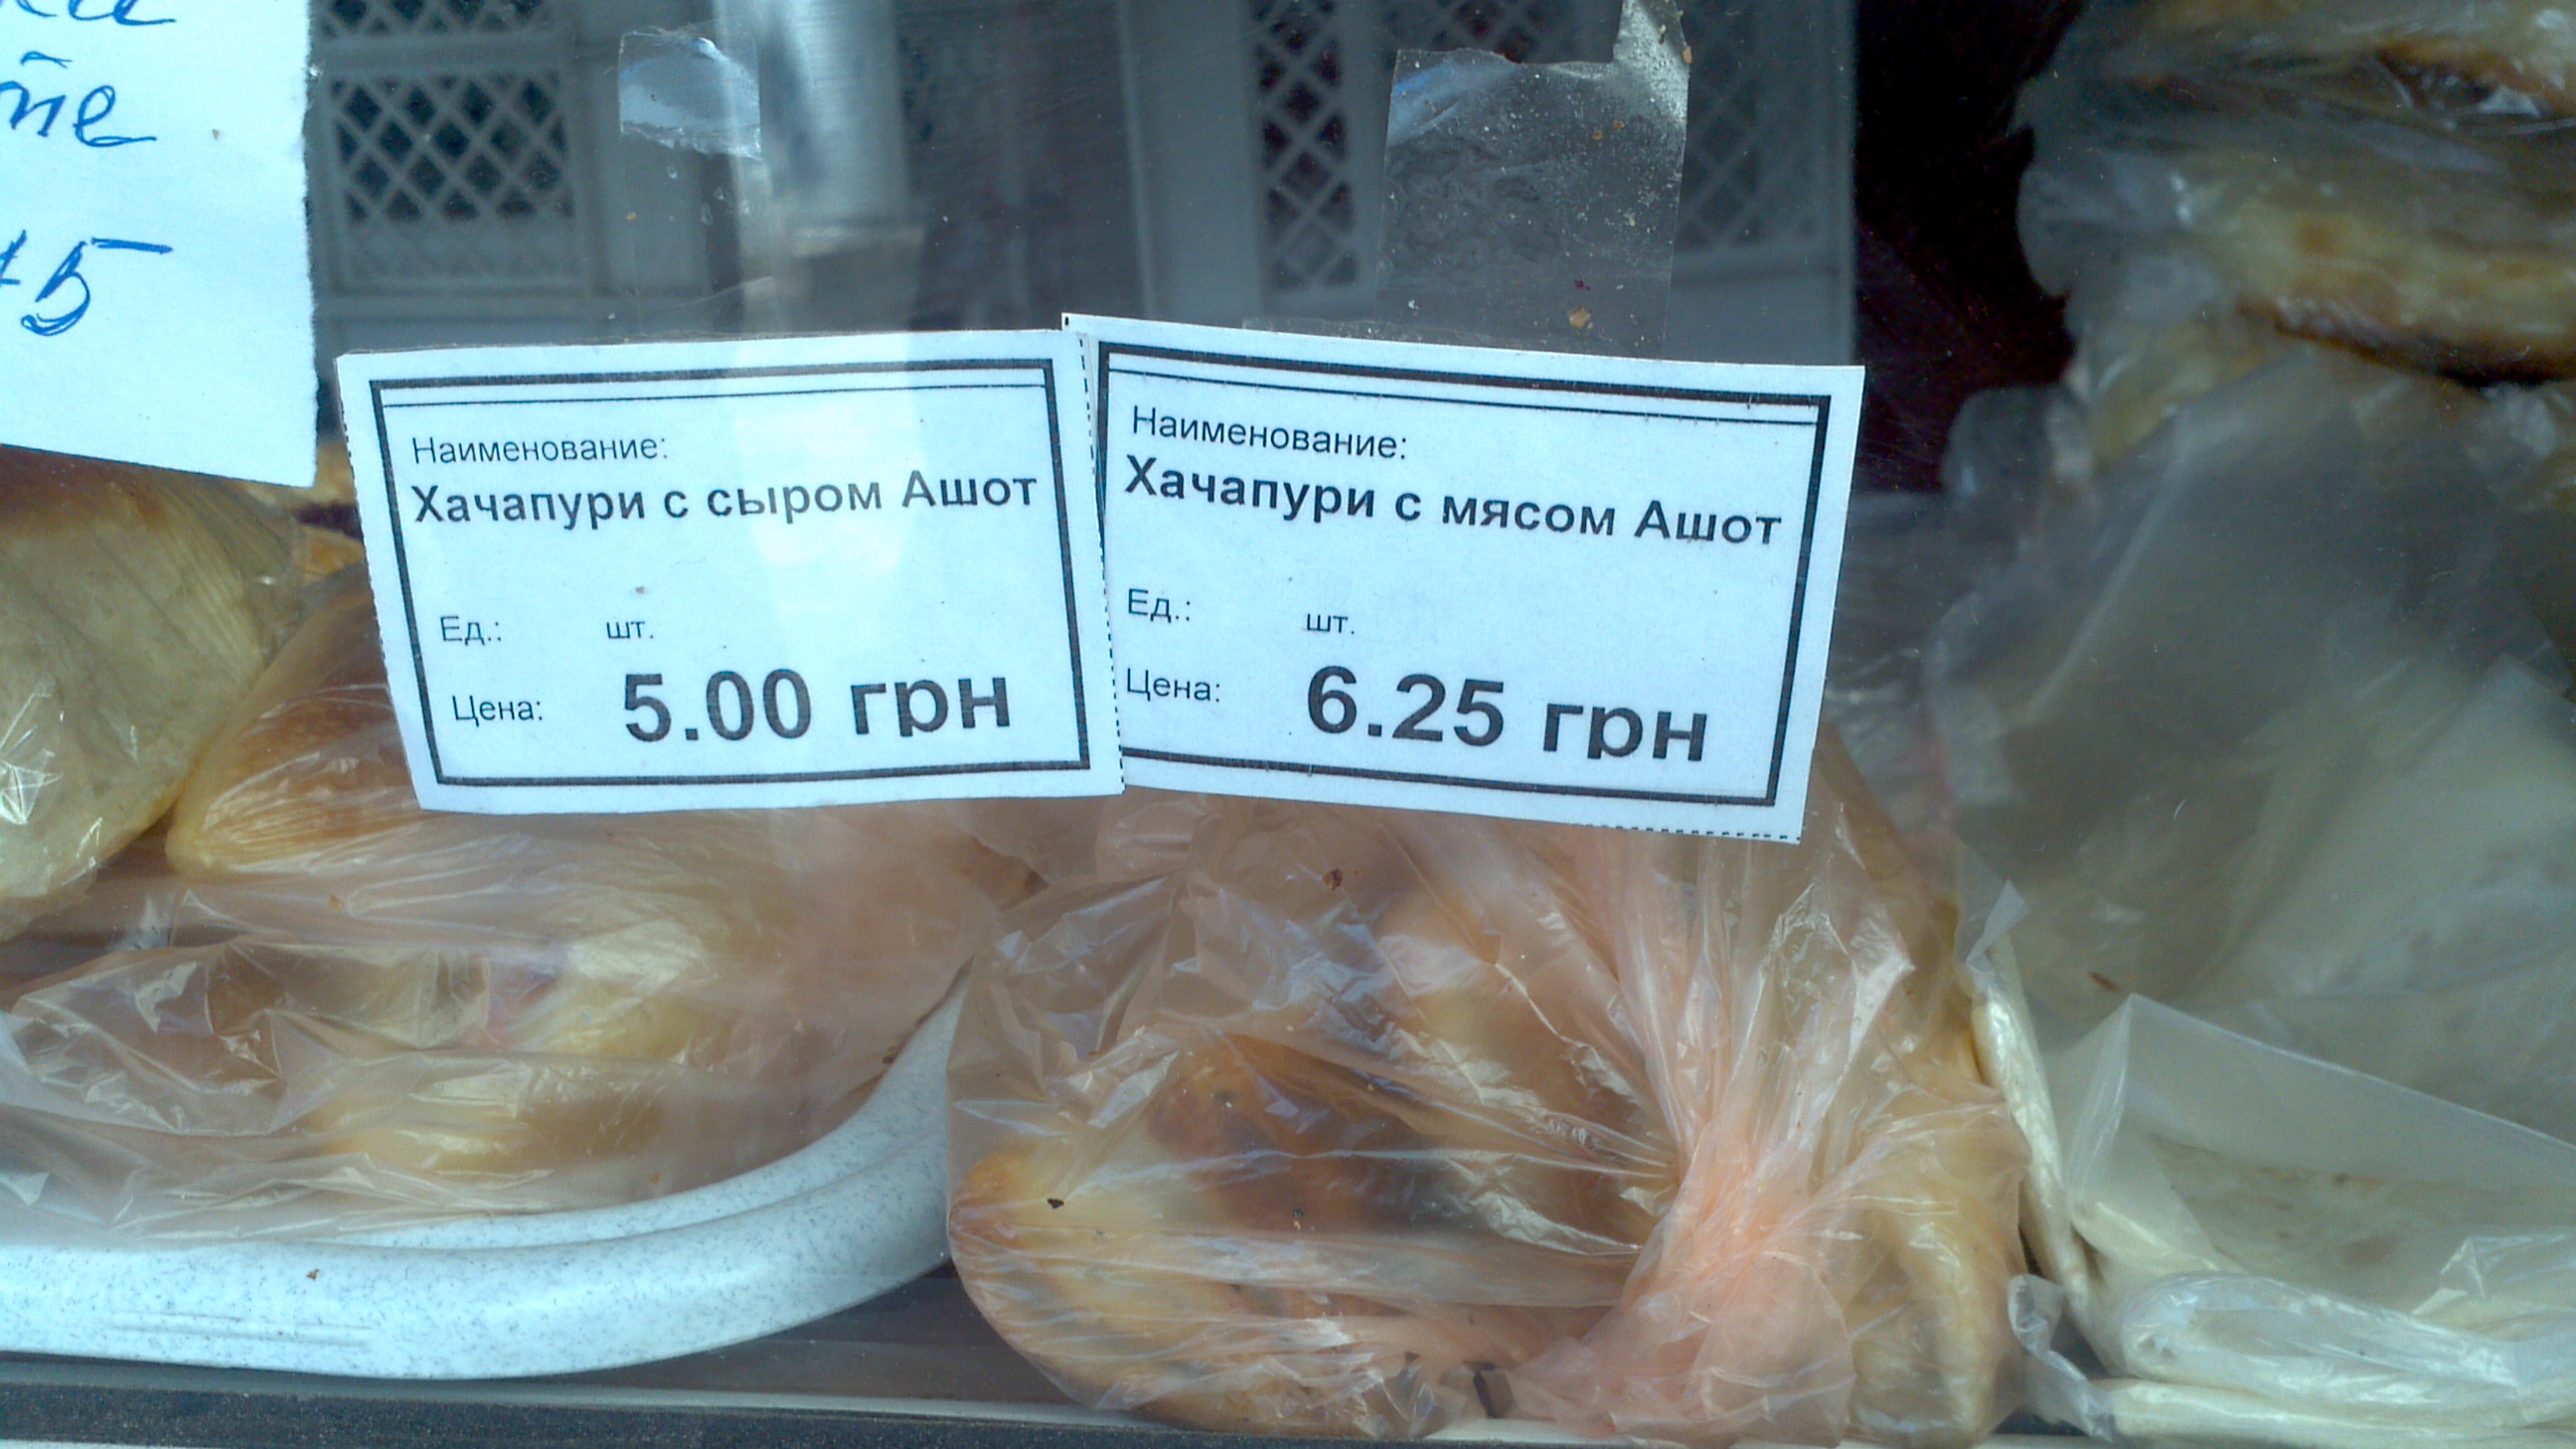 Наименование:
Хачапури с сыром Ашот
Ед.: шт.
Цена: 5.00 грн
Наименование:
Хачапури с мясом Ашот
Ед.: шт.
Цена: 6.25 грн